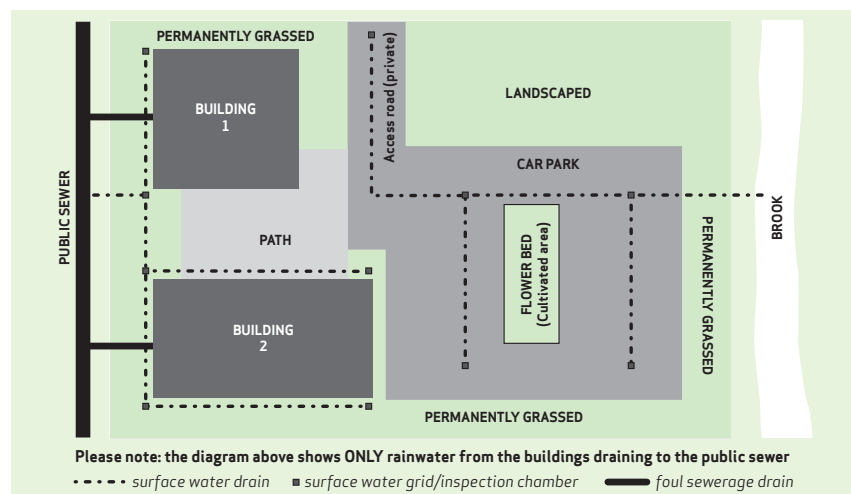 PERMANENTLY GRASSED
BUILDING
1
Access road (private)
LANDSCAPED
CAR PARK
PUBLIC SEWER
PATH
FLOWER BED
(Cultivated area)
PERMANENTLY GRASSED
BROOK
BUILDING
2
PERMANENTLY GRASSED
Please note: the diagram above shows ONLY rainwater from the buildings draining to the public sewer
surface water drain
surface water grid/inspection chamber
foul sewerage drain